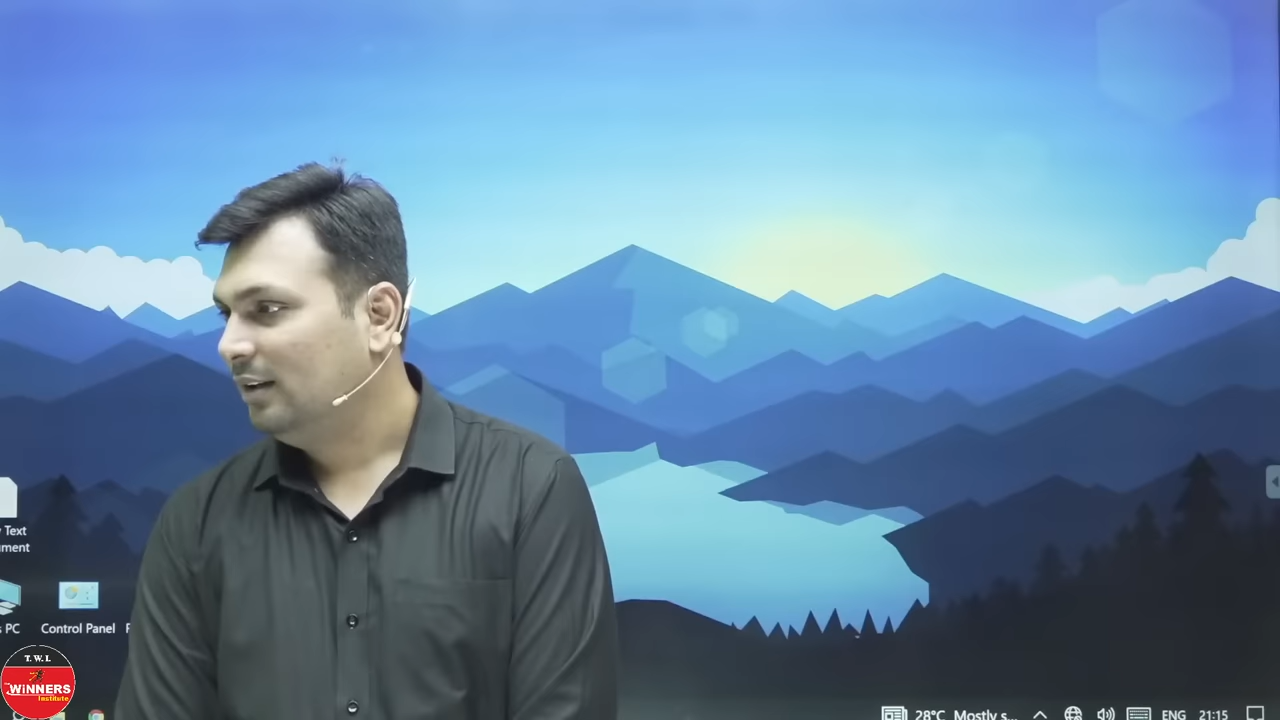 Text
ment
PC
Control Panel
T.W.I.
WiNNERS
Institute
28°C Mostly s...
ENG
21:15